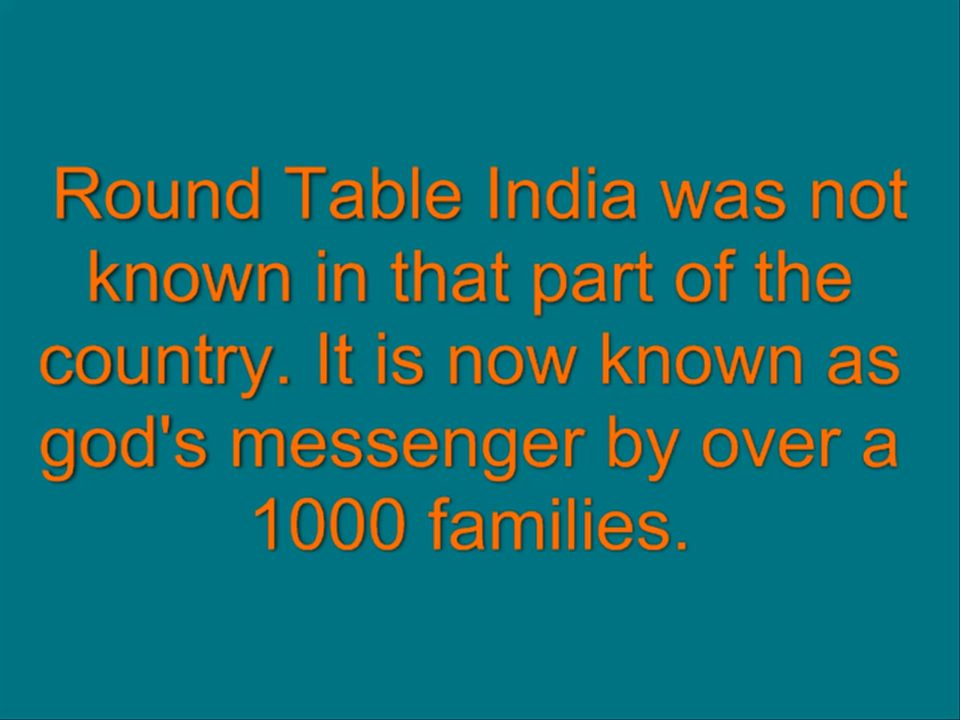 Round Table India was not
known in that part of the
country. It is now known as
god's messenger by over a
1000 families.